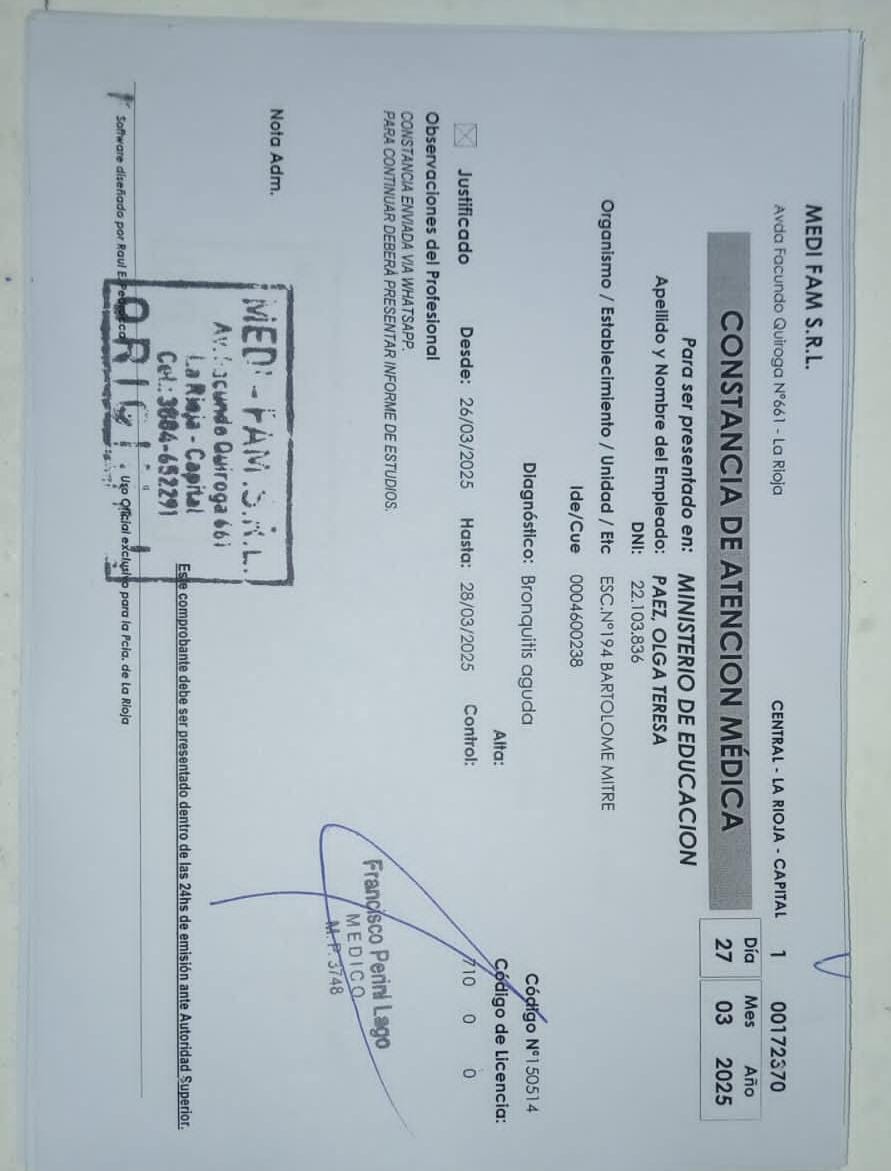 MEDI FAM S.R.L.
Avda Facundo Quiroga Nº661 - La Rioja
CENTRAL - LA RIOJA - CAPITAL 1 00172370
CONSTANCIA DE ATENCION MÉDICA
Día Mes Año
27 03 2025
Para ser presentado en: MINISTERIO DE EDUCACION
Apellido y Nombre del Empleado: PAEZ, OLGA TERESA
DNI: 22.103.836
Organismo / Establecimiento / Unidad / Etc ESC.Nº194 BARTOLOME MITRE
Ide/Cue 0004600238
Diagnóstico: Bronquitis aguda
Código Nº150514
Alta:
Código de Licencia:
Justificado Desde: 26/03/2025 Hasta: 28/03/2025 Control:
710 0 0
Observaciones del Profesional
CONSTANCIA ENVIADA VIA WHATSAPP.
PARA CONTINUAR DEBERÁ PRESENTAR INFORME DE ESTUDIOS.
Francisco Perini Lago
MEDICO
M.P. 3748
Nota Adm.
MEDI-FAM.S.R.L.
Av. Facundo Quiroga 661
La Rioja - Capital
Cel.: 3804-652291
Este comprobante debe ser presentado dentro de las 24hs de emisión ante Autoridad Superior.
Software diseñado por Raul E. - Uso Oficial exclusivo para la Pcia. de La Rioja